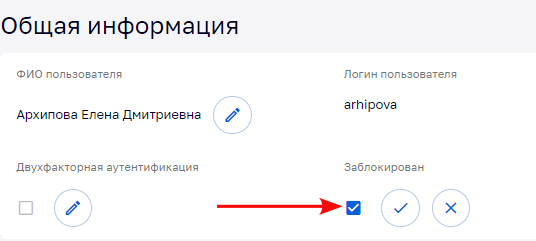 Общая информация
ФИО пользователя
Логин пользователя
Архипова Елена Дмитриевна
arhipova
Двухфакторная аутентификация
Заблокирован